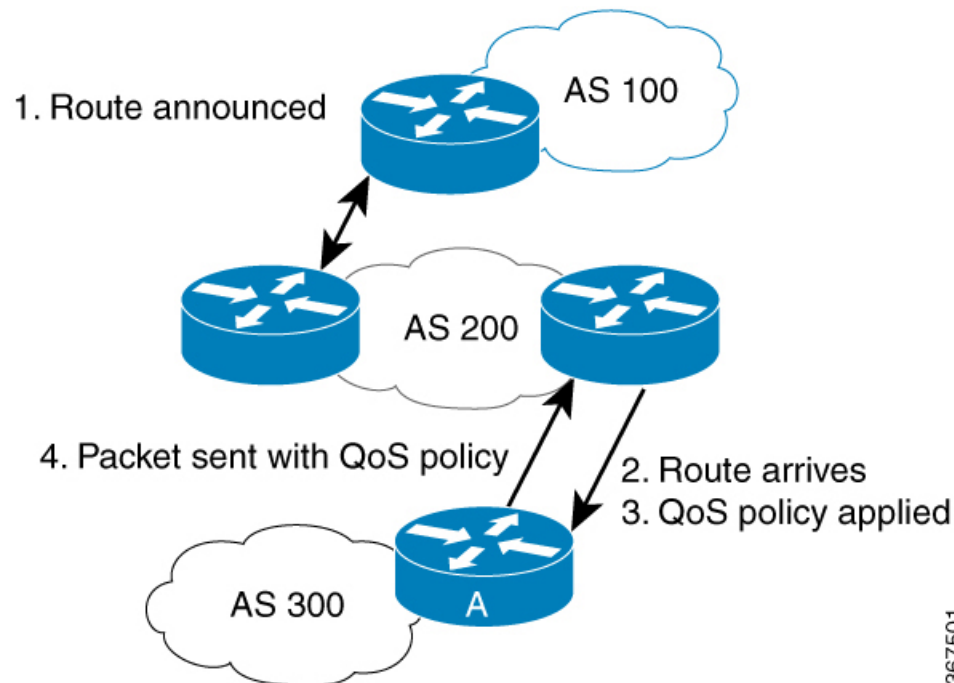 1. Route announced
AS 100
AS 200
4. Packet sent with QoS policy
2. Route arrives
3. QoS policy applied
AS 300
A
367501